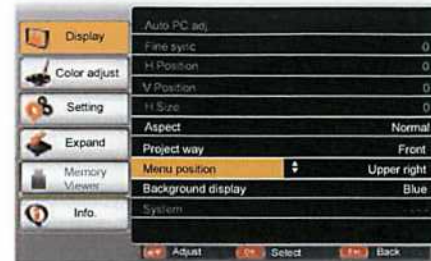 Display
Color adjust
Setting
Expand
Memory Viewer
Info.
Auto PC adj.
Fine sync 0
H.Position 0
V.Position 0
H.Size 0
Aspect Normal
Project way Front
Menu position Upper right
Background display Blue
System - - -
Adjust Select Back